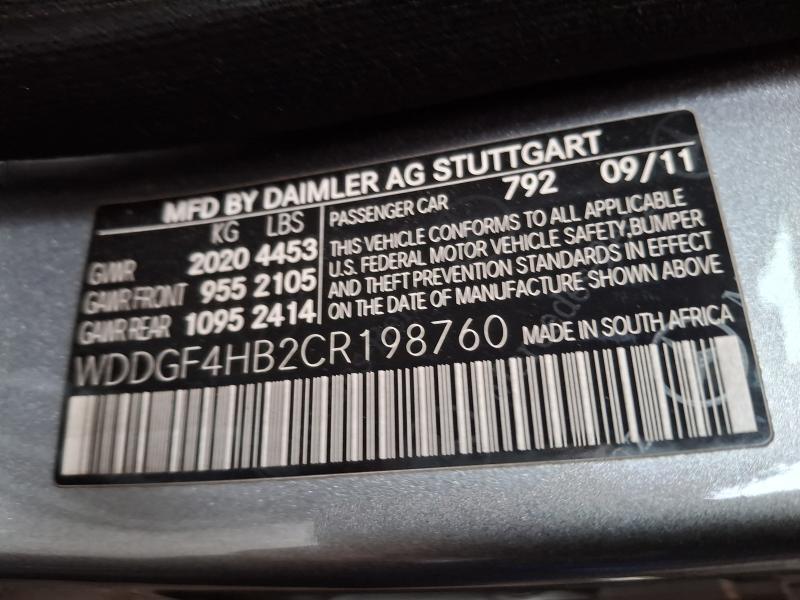 MFD BY DAIMLER AG STUTTGART
KG LBS
GVWR 2020 4453
GAWR FRONT 955 2105
GAWR REAR 1095 2414
PASSENGER CAR 792 09/11
THIS VEHICLE CONFORMS TO ALL APPLICABLE
U.S. FEDERAL MOTOR VEHICLE SAFETY,BUMPER
AND THEFT PREVENTION STANDARDS IN EFFECT
ON THE DATE OF MANUFACTURE SHOWN ABOVE
WDDGF4HB2CR198760 MADE IN SOUTH AFRICA